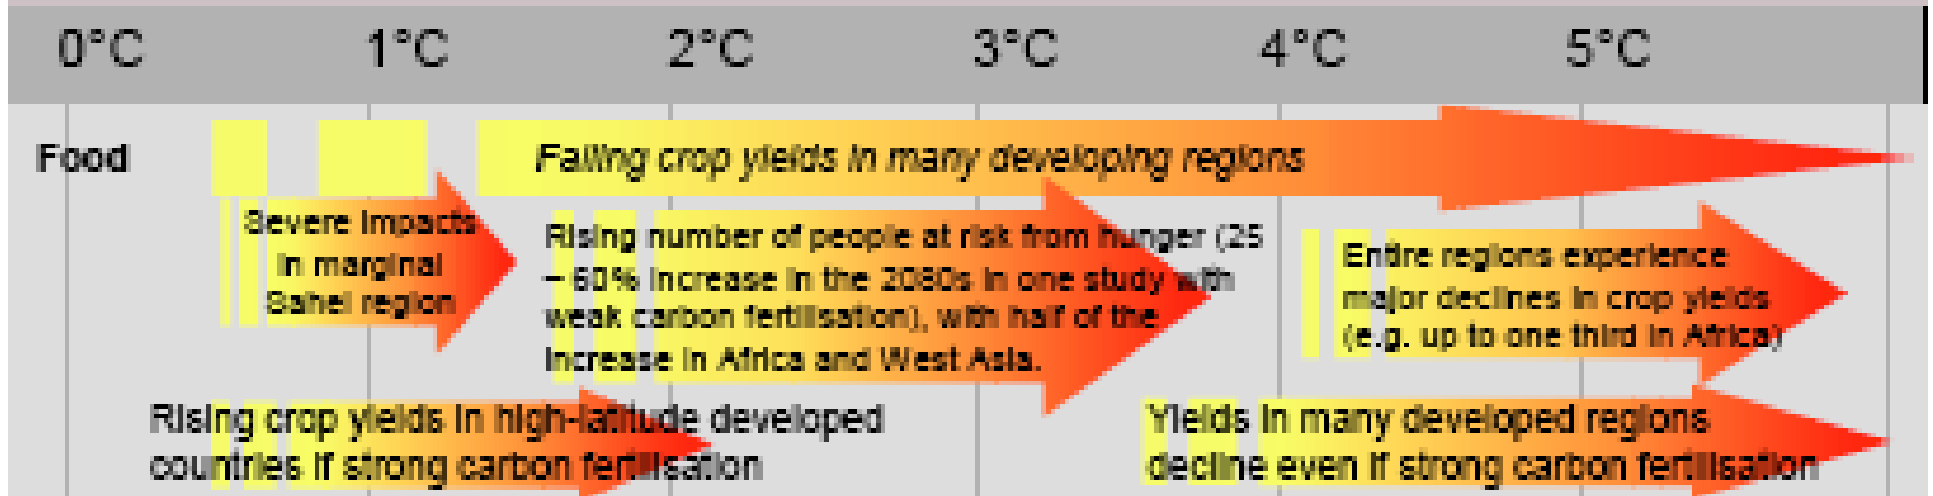 0°C 1°C 2°C 3°C 4°C 5°C
Food
Falling crop yields in many developing regions
Severe impacts
in marginal
Sahel region
Rising number of people at risk from hunger (25
– 60% increase in the 2080s in one study with
weak carbon fertilisation), with half of the
increase in Africa and West Asia.
Entire regions experience
major declines in crop yields
(e.g. up to one third in Africa)
Rising crop yields in high-latitude developed
countries if strong carbon fertilisation
Yields in many developed regions
decline even if strong carbon fertilisation